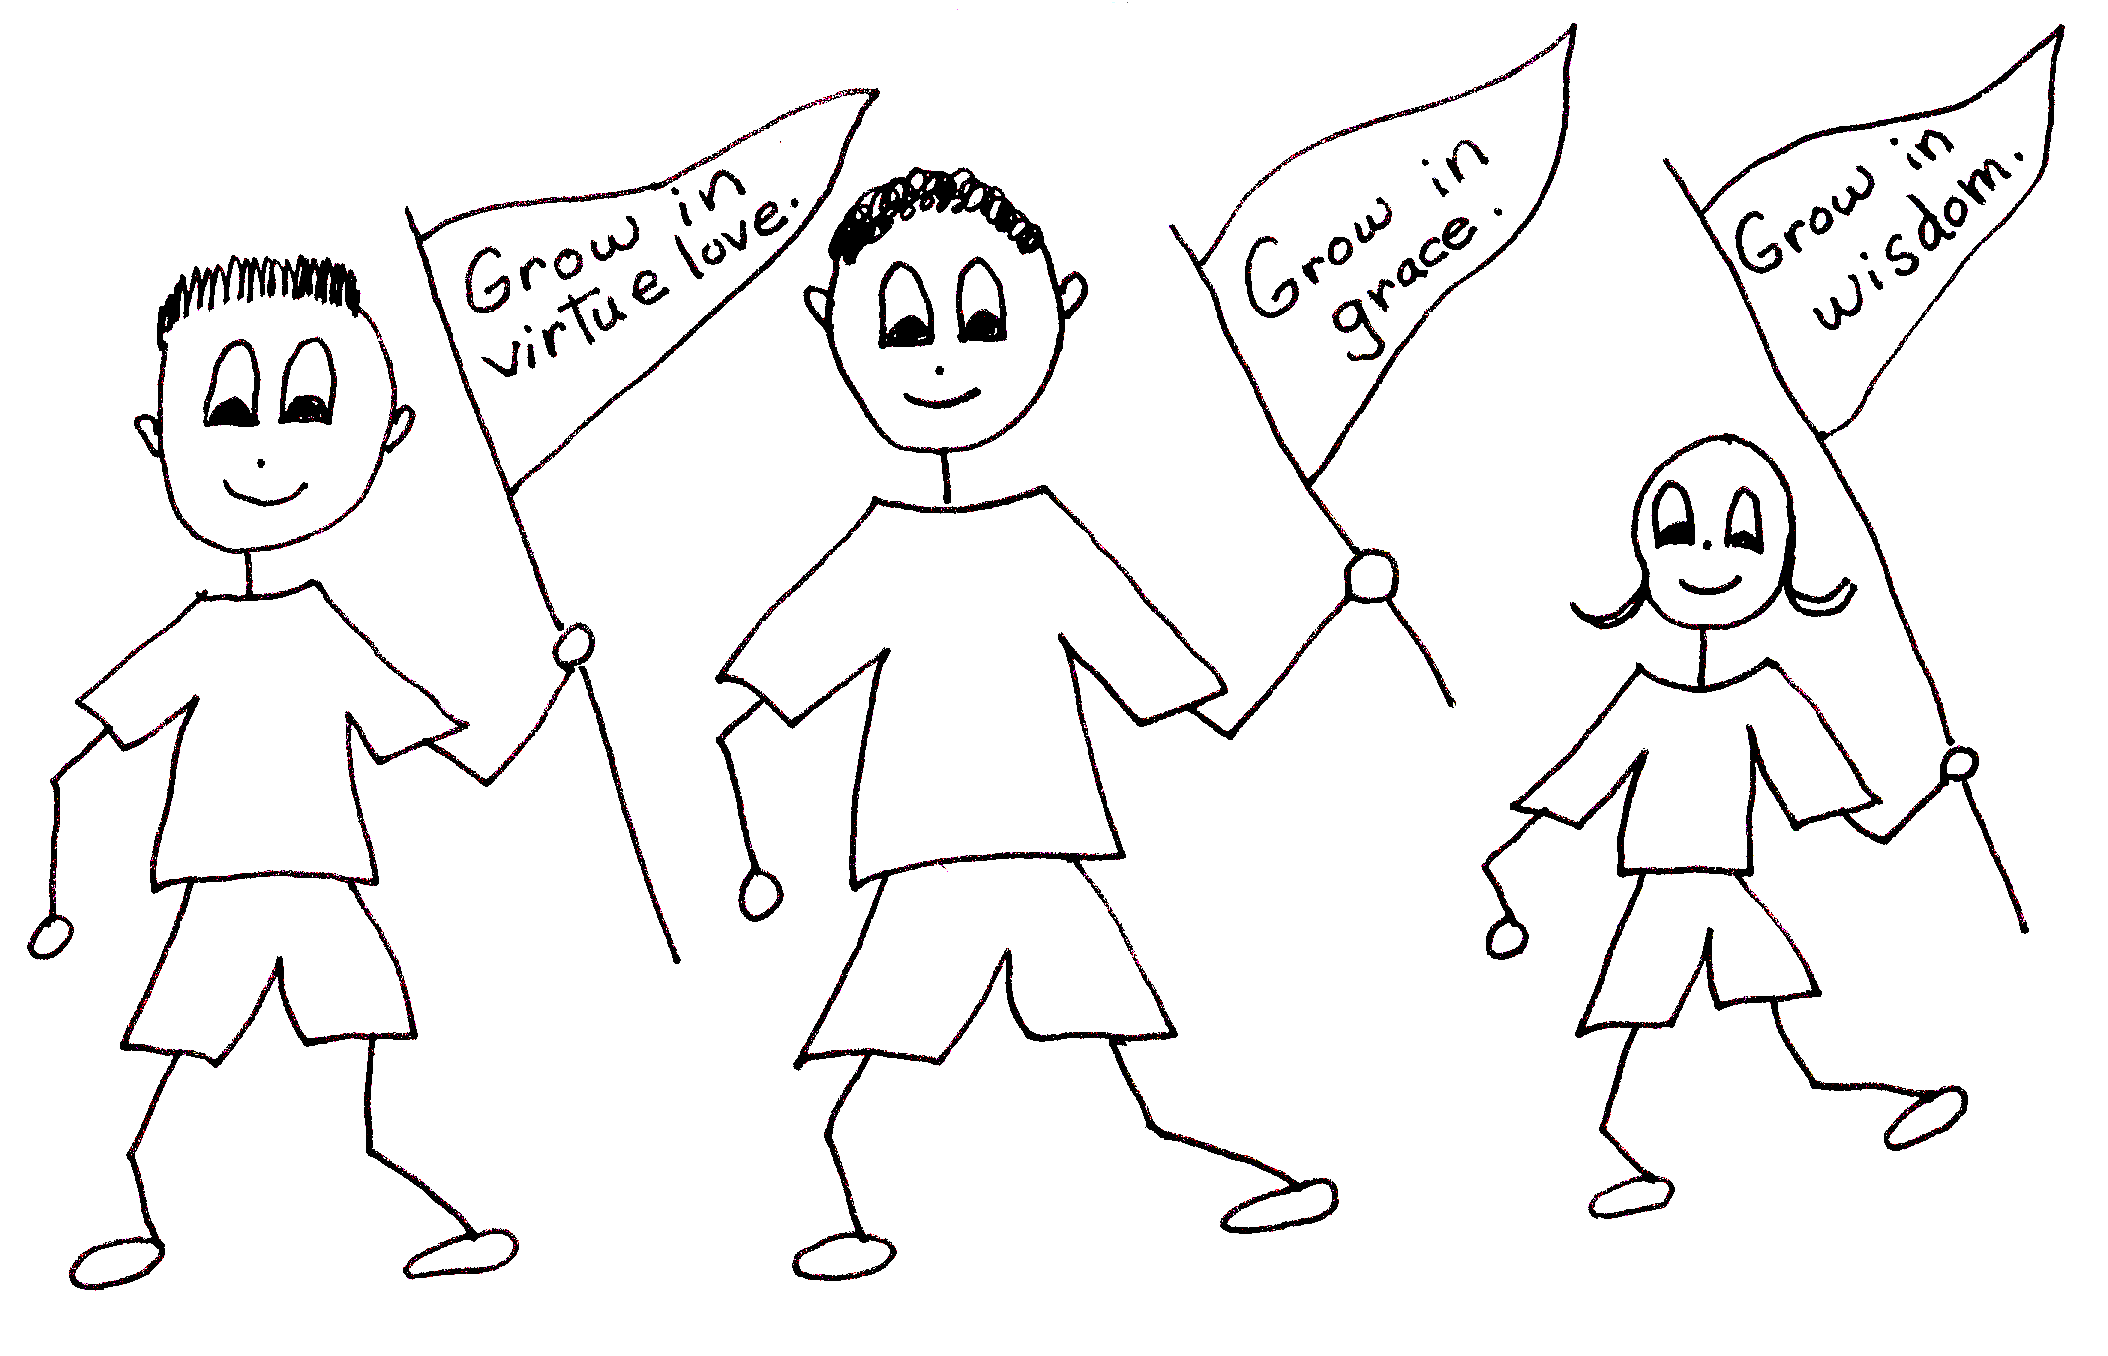 Grow in
virtue love.
Grow in
grace.
Grow in
wisdom.